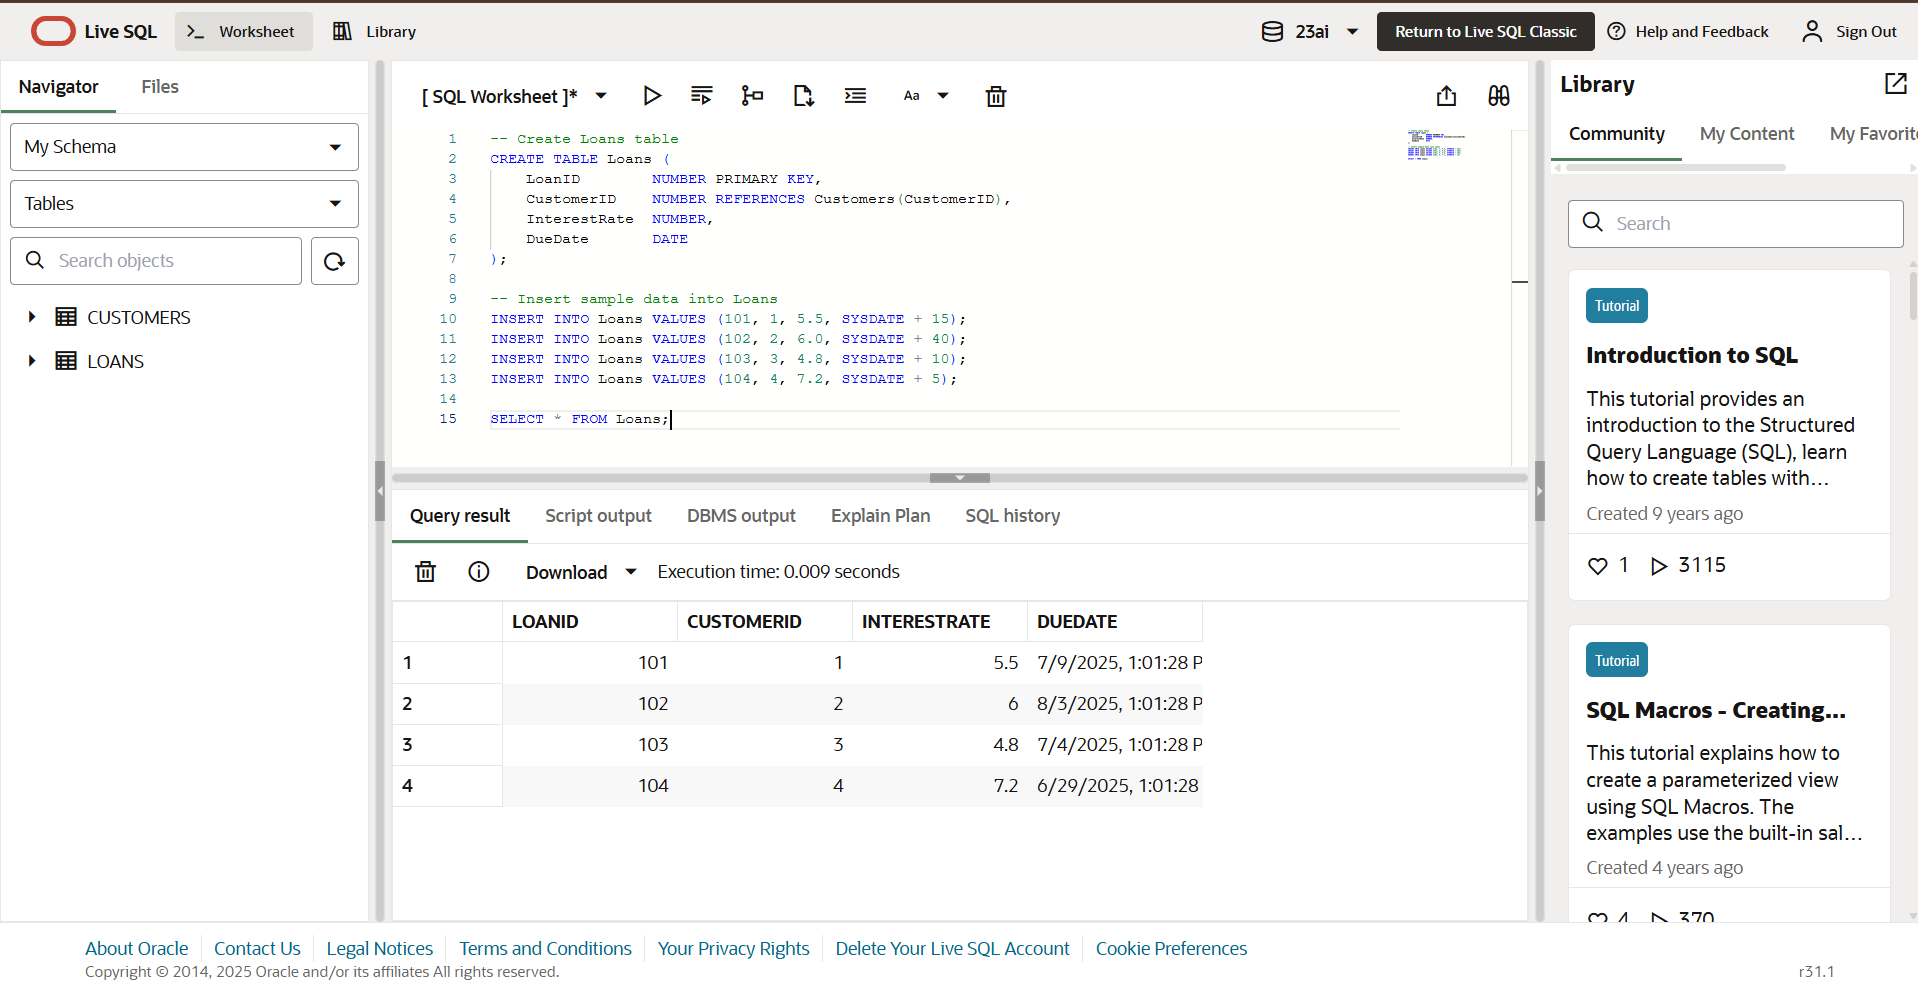 Live SQL
Worksheet
Library
23ai
Return to Live SQL Classic
Help and Feedback
Sign Out
Navigator
Files
My Schema
Tables
Search objects
CUSTOMERS
LOANS
[ SQL Worksheet ]*
Aa
1 -- Create Loans table
2 CREATE TABLE Loans (
3 LoanID NUMBER PRIMARY KEY,
4 CustomerID NUMBER REFERENCES Customers(CustomerID),
5 InterestRate NUMBER,
6 DueDate DATE
7 );
8
9 -- Insert sample data into Loans
10 INSERT INTO Loans VALUES (101, 1, 5.5, SYSDATE + 15);
11 INSERT INTO Loans VALUES (102, 2, 6.0, SYSDATE + 40);
12 INSERT INTO Loans VALUES (103, 3, 4.8, SYSDATE + 10);
13 INSERT INTO Loans VALUES (104, 4, 7.2, SYSDATE + 5);
14
15 SELECT * FROM Loans;
Query result
Script output
DBMS output
Explain Plan
SQL history
Download
Execution time: 0.009 seconds
LOANID CUSTOMERID INTERESTRATE DUEDATE
1 101 1 5.5 7/9/2025, 1:01:28 P
2 102 2 6 8/3/2025, 1:01:28 P
3 103 3 4.8 7/4/2025, 1:01:28 P
4 104 4 7.2 6/29/2025, 1:01:28
Library
Community
My Content
My Favorit
Search
Tutorial
Introduction to SQL
This tutorial provides an
introduction to the Structured
Query Language (SQL), learn
how to create tables with...
Created 9 years ago
1 3115
Tutorial
SQL Macros - Creating...
This tutorial explains how to
create a parameterized view
using SQL Macros. The
examples use the built-in sal...
Created 4 years ago
4 370
About Oracle
Contact Us
Legal Notices
Terms and Conditions
Your Privacy Rights
Delete Your Live SQL Account
Cookie Preferences
Copyright © 2014, 2025 Oracle and/or its affiliates All rights reserved.
r31.1